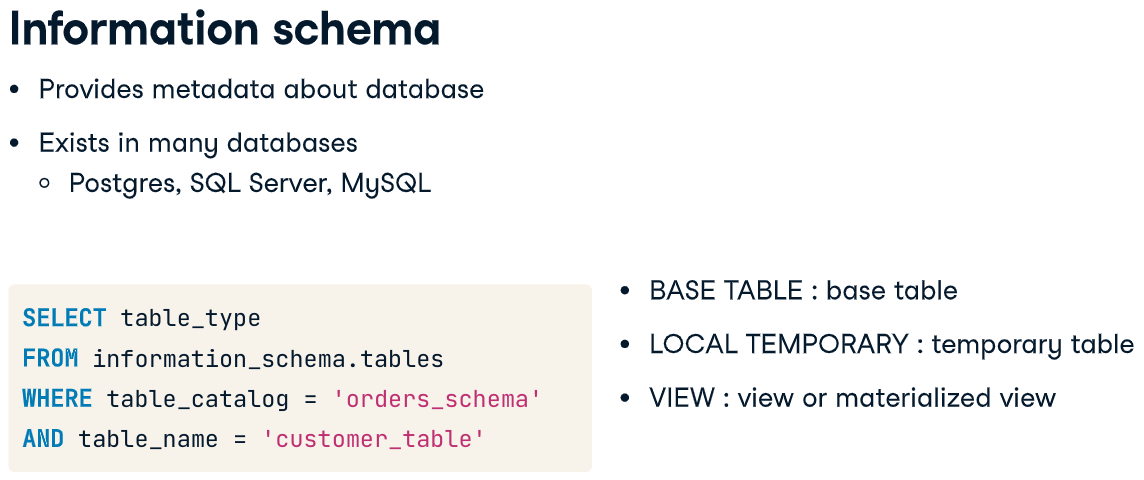 Information schema
• Provides metadata about database
• Exists in many databases
◦ Postgres, SQL Server, MySQL
SELECT table_type
FROM information_schema.tables
WHERE table_catalog = 'orders_schema'
AND table_name = 'customer_table'
• BASE TABLE : base table
• LOCAL TEMPORARY : temporary table
• VIEW : view or materialized view